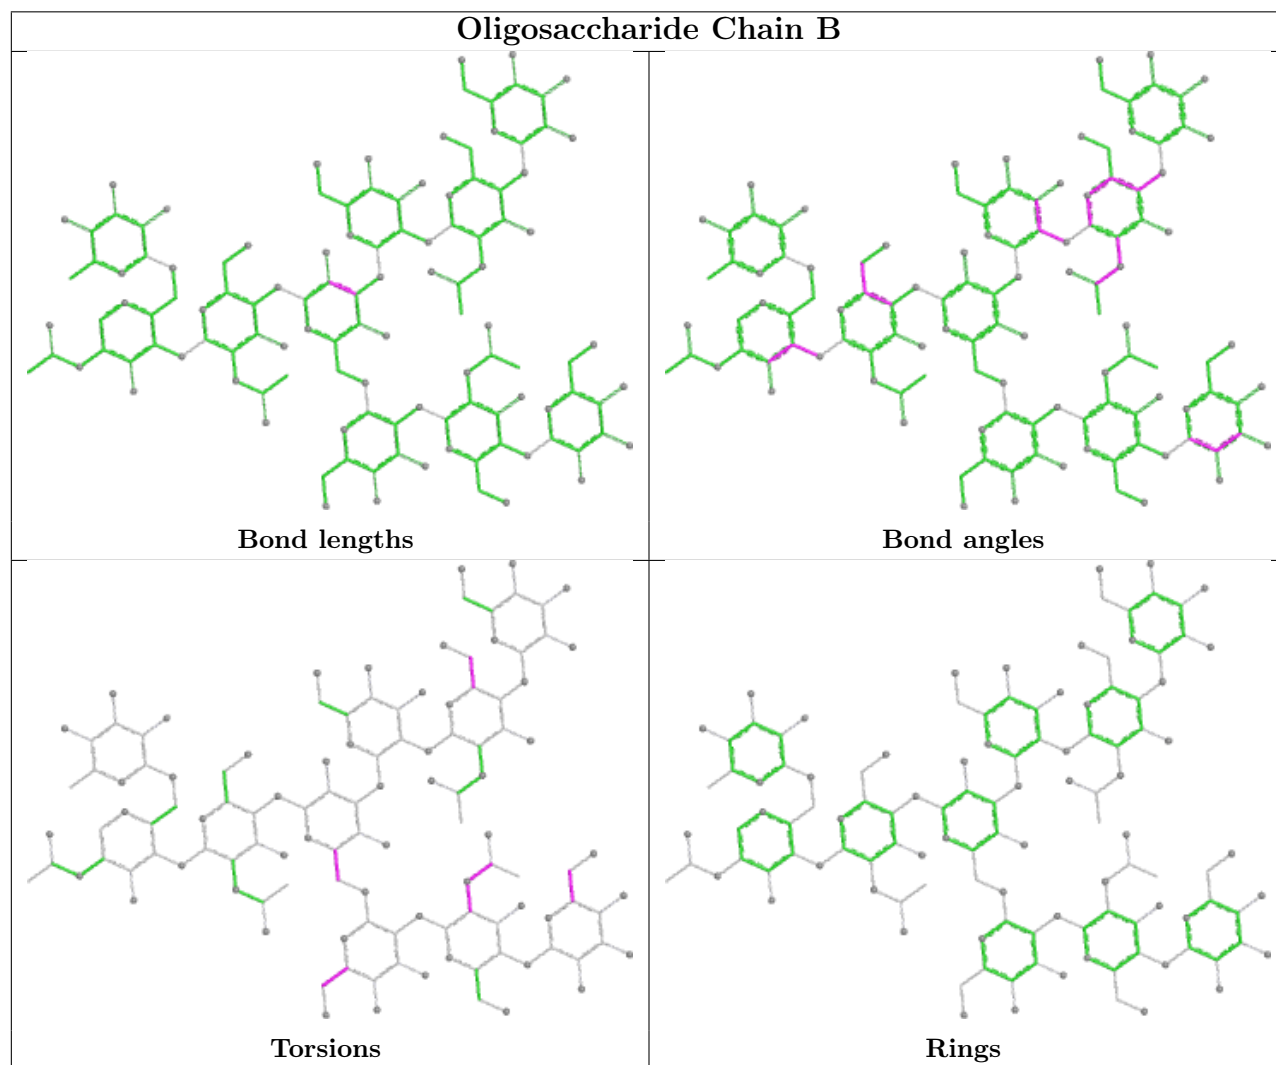 Oligosaccharide Chain B
Bond lengths
Bond angles
Torsions
Rings